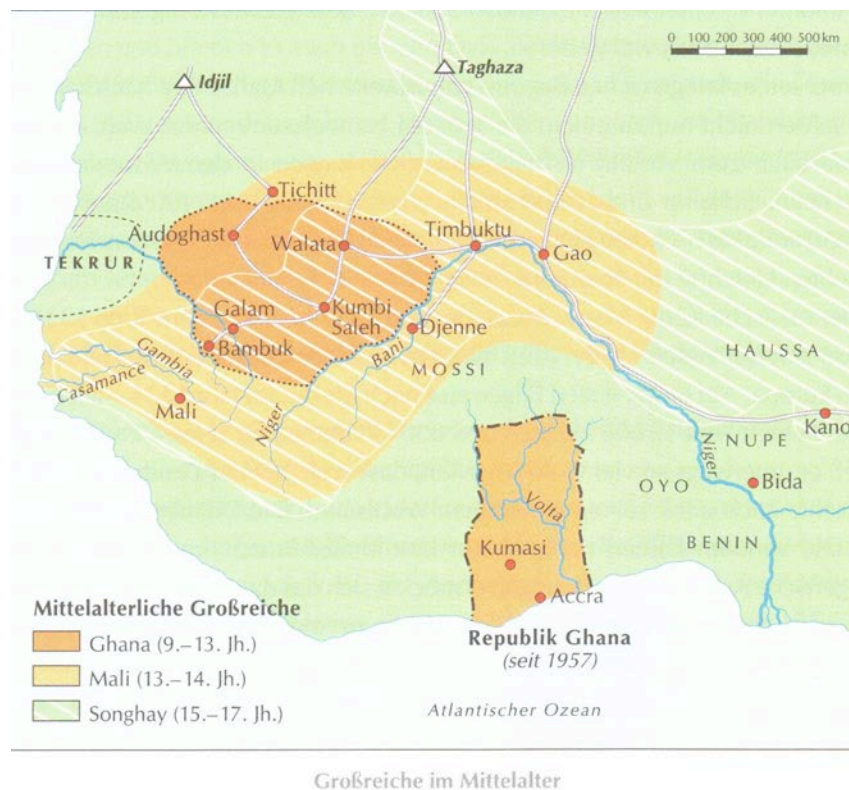 0 100 200 300 400 500 km
Idjil
Taghaza
Tichitt
Audoghast
Walata
Timbuktu
Gao
TEKRUR
Galam
Kumbi
Saleh
Djenne
Bambuk
Bani
MOSSI
HAUSSA
Gambia
Casamance
Mali
Niger
Niger
Kano
NUPE
OYO
Bida
Volta
BENIN
Kumasi
Accra
Mittelalterliche Großreiche
Ghana (9.–13. Jh.)
Mali (13.–14. Jh.)
Songhay (15.–17. Jh.)
Republik Ghana
(seit 1957)
Atlantischer Ozean
Großreiche im Mittelalter